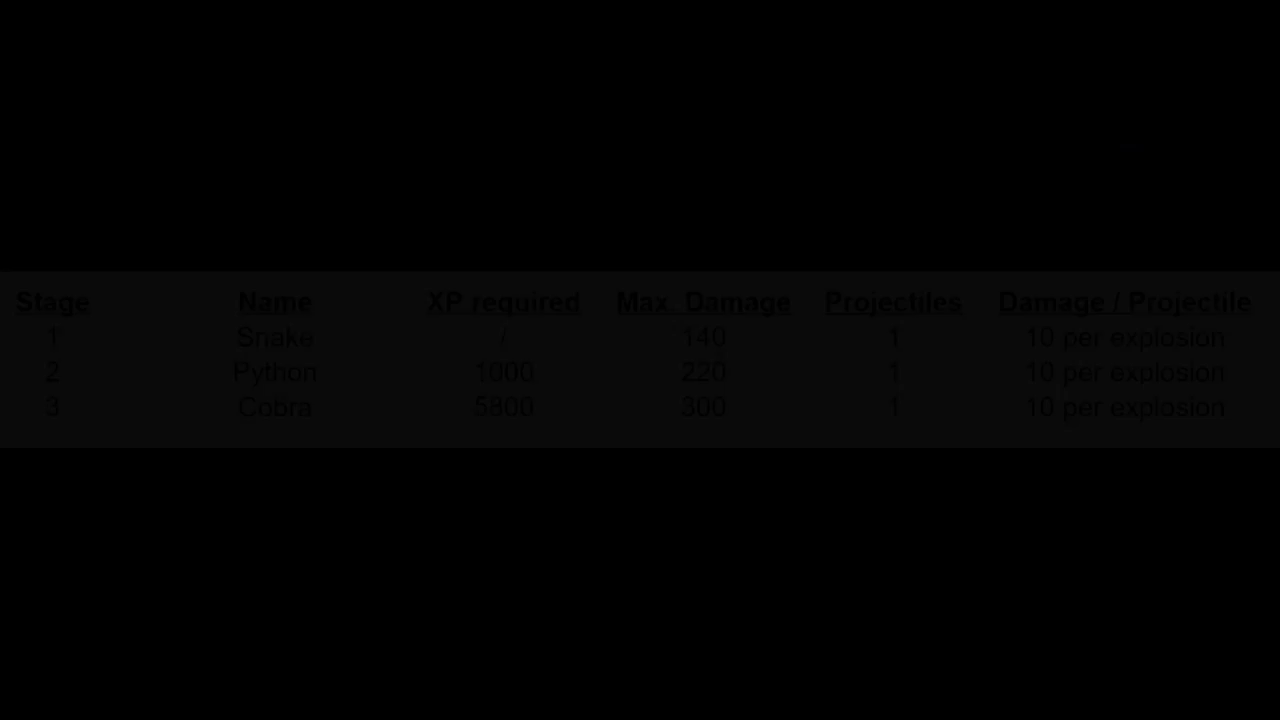 Stage Name XP required Max. Damage Projectiles Damage / Projectile
1 Snake / 140 1 10 per explosion
2 Python 1000 220 1 10 per explosion
3 Cobra 5800 300 1 10 per explosion